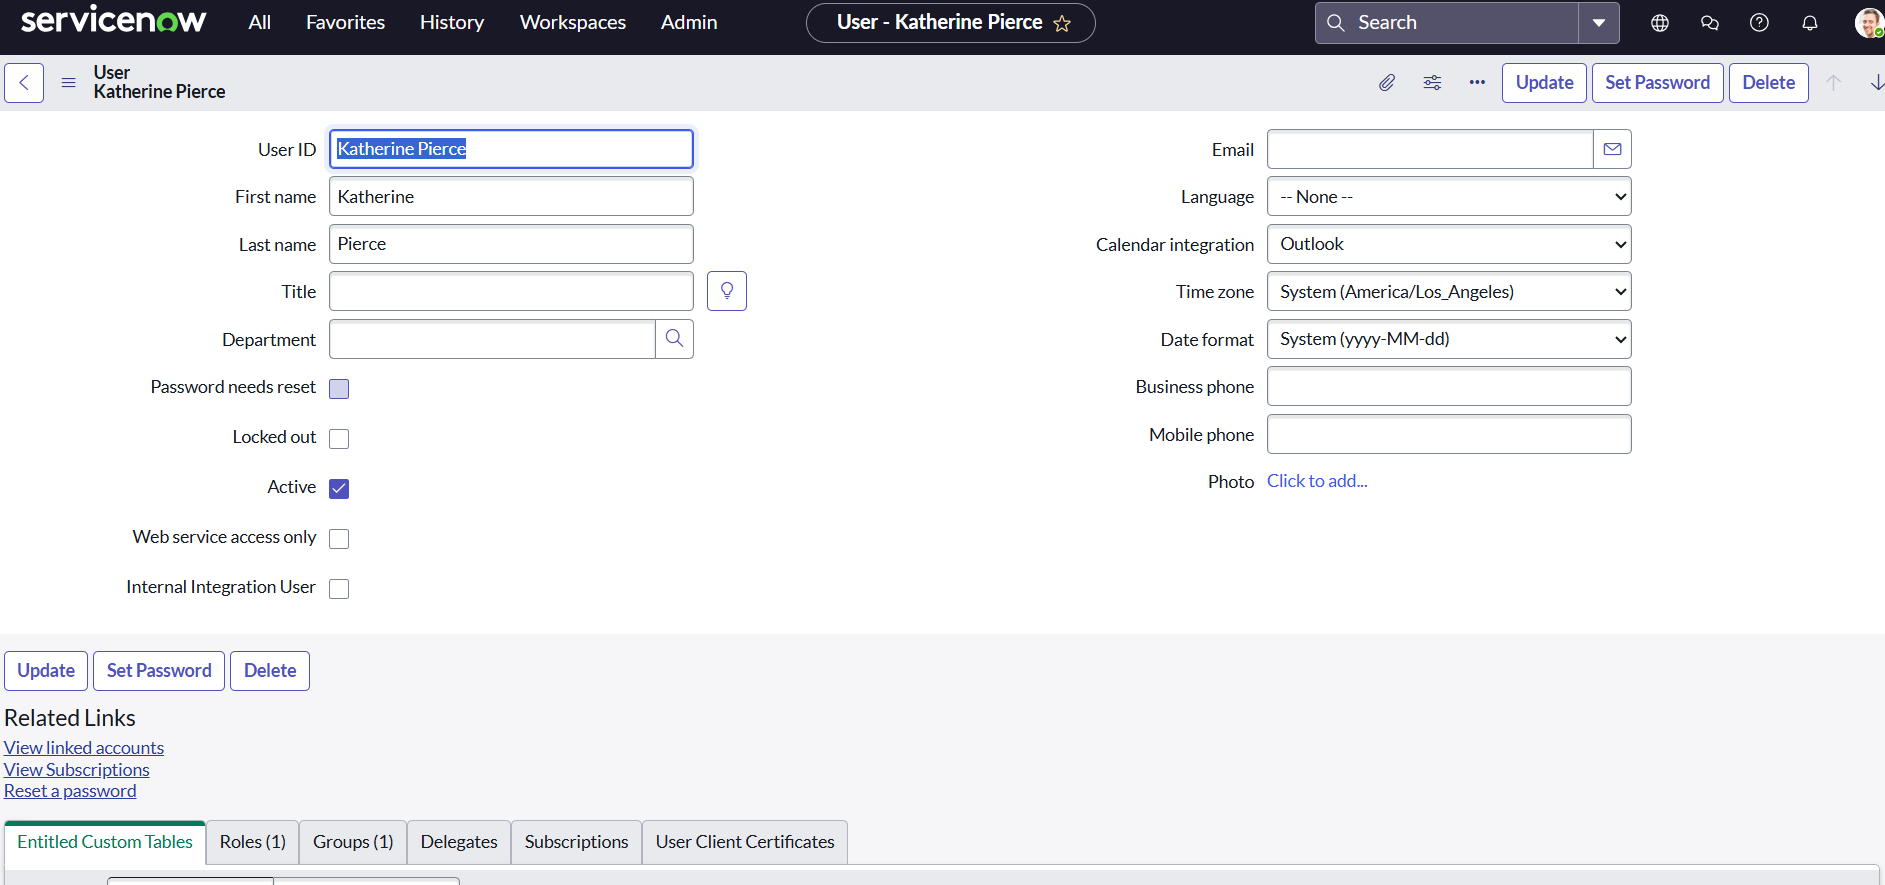 servicenow All Favorites History Workspaces Admin User - Katherine Pierce Search
User
Katherine Pierce
Update Set Password Delete
User ID Katherine Pierce
First name Katherine
Last name Pierce
Title
Department
Password needs reset
Locked out
Active
Web service access only
Internal Integration User
Email
Language -- None --
Calendar integration Outlook
Time zone System (America/Los_Angeles)
Date format System (yyyy-MM-dd)
Business phone
Mobile phone
Photo Click to add...
Update Set Password Delete
Related Links
View linked accounts
View Subscriptions
Reset a password
Entitled Custom Tables Roles (1) Groups (1) Delegates Subscriptions User Client Certificates